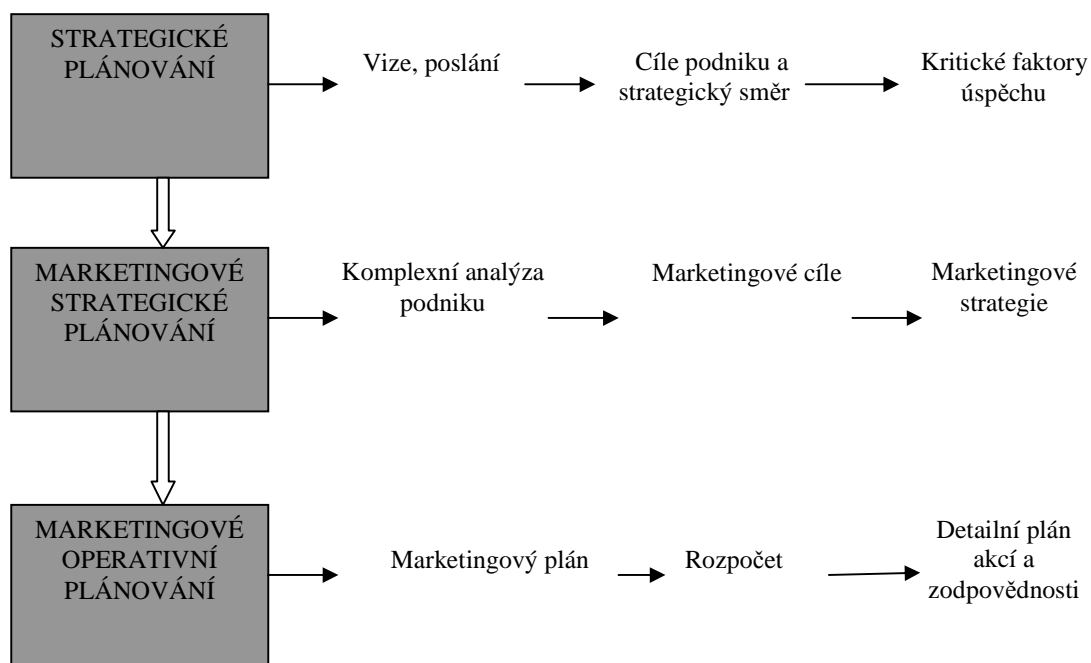 STRATEGICKÉ
PLÁNOVÁNÍ
Vize, poslání
Cíle podniku a
strategický směr
Kritické faktory
úspěchu
MARKETINGOVÉ
STRATEGICKÉ
PLÁNOVÁNÍ
Komplexní analýza
podniku
Marketingové cíle
Marketingové
strategie
MARKETINGOVÉ
OPERATIVNÍ
PLÁNOVÁNÍ
Marketingový plán
Rozpočet
Detailní plán
akcí a
zodpovědnosti